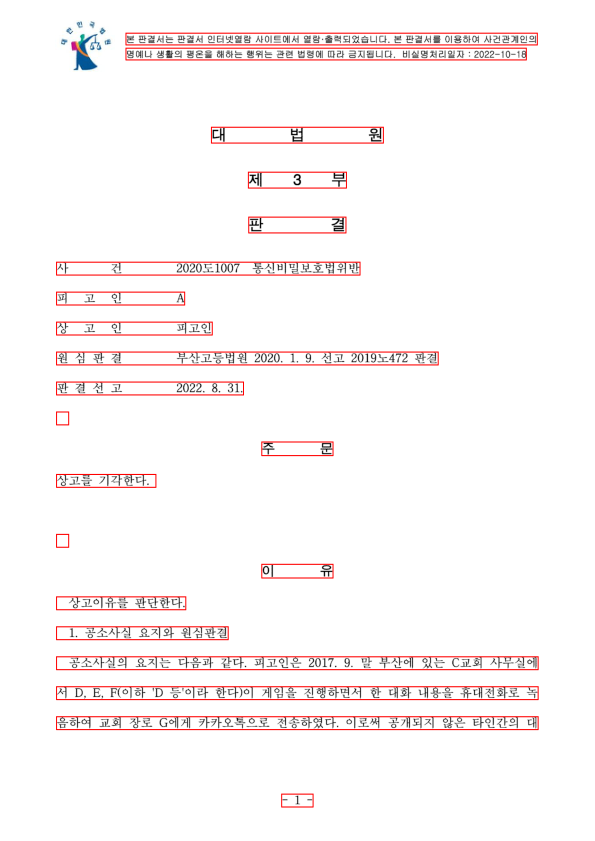 대한민국법원
본 판결서는 판결서 인터넷열람 사이트에서 열람·출력되었습니다. 본 판결서를 이용하여 사건관계인의
명예나 생활의 평온을 해하는 행위는 관련 법령에 따라 금지됩니다. 비실명처리일자 : 2022-10-18
대 법 원
제 3 부
판 결
사 건 2020도1007 통신비밀보호법위반
피 고 인 A
상 고 인 피고인
원 심 판 결 부산고등법원 2020. 1. 9. 선고 2019노472 판결
판 결 선 고 2022. 8. 31.
주 문
상고를 기각한다.
이 유
상고이유를 판단한다.
1. 공소사실 요지와 원심판결
공소사실의 요지는 다음과 같다. 피고인은 2017. 9. 말 부산에 있는 C교회 사무실에
서 D, E, F(이하 'D 등'이라 한다)이 게임을 진행하면서 한 대화 내용을 휴대전화로 녹
음하여 교회 장로 G에게 카카오톡으로 전송하였다. 이로써 공개되지 않은 타인간의 대
- 1 -